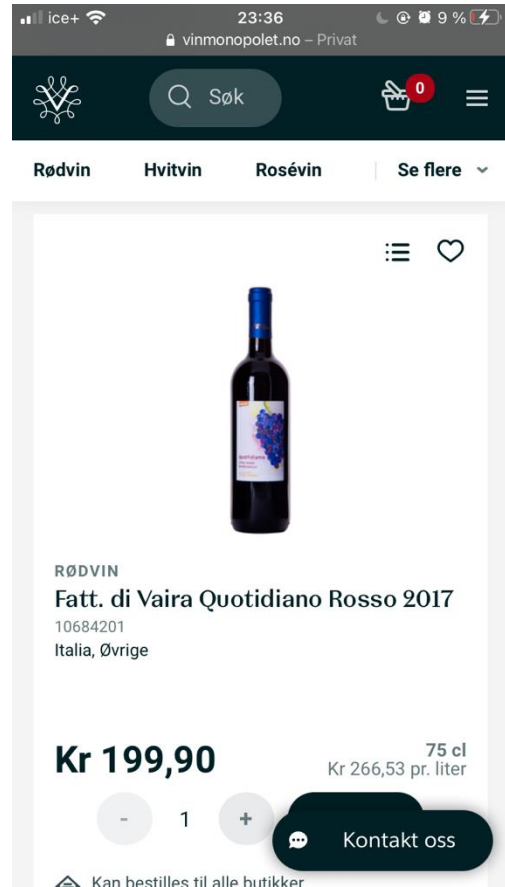 ice+ 23:36 9 %
vinmonopolet.no – Privat
Søk 0
Rødvin Hvitvin Rosévin Se flere
quotidiano
RØDVIN
Fatt. di Vaira Quotidiano Rosso 2017
10684201
Italia, Øvrige
Kr 199,90 75 cl
Kr 266,53 pr. liter
- 1 +
Kontakt oss
Kan bestilles til alle butikker